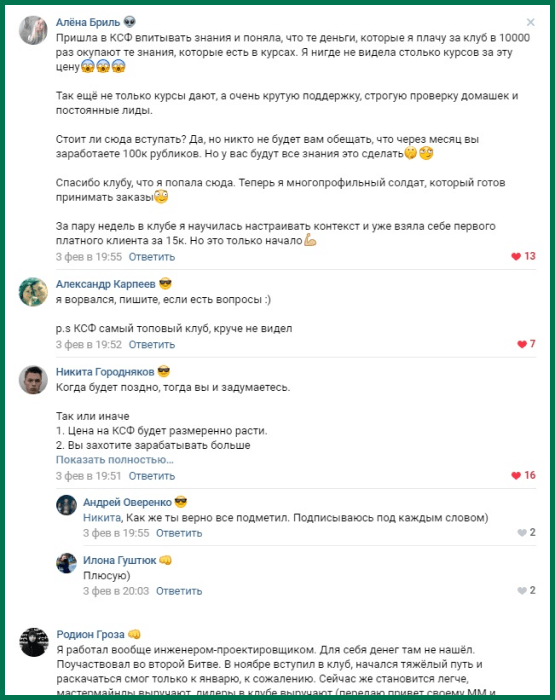 Алёна Бриль
Пришла в КСФ впитывать знания и поняла, что те деньги, которые я плачу за клуб в 10000
раз окупают те знания, которые есть в курсах. Я нигде не видела столько курсов за эту
цену😱😱😱
Так ещё не только курсы дают, а очень крутую поддержку, строгую проверку домашек и
постоянные лиды.
Стоит ли сюда вступать? Да, но никто не будет вам обещать, что через месяц вы
заработаете 100к рубликов. Но у вас будут все знания это сделать
Спасибо клубу, что я попала сюда. Теперь я многопрофильный солдат, который готов
принимать заказы
За пару недель в клубе я научилась настраивать контекст и уже взяла себе первого
платного клиента за 15к. Но это только начало💪
3 фев в 19:55 Ответить 13
Александр Карпеев 😎
я ворвался, пишите, если есть вопросы :)
p.s КСФ самый топовый клуб, круче не видел
3 фев в 19:52 Ответить 7
Никита Городняков 😎
Когда будет поздно, тогда вы и задумаетесь.
Так или иначе
1. Цена на КСФ будет размеренно расти.
2. Вы захотите зарабатывать больше
Показать полностью...
3 фев в 19:51 Ответить 16
Андрей Оверенко 😎
Никита, Как же ты верно все подметил. Подписываюсь под каждым словом)
3 фев в 19:55 Ответить 2
Илона Гуштюк 👊
Плюсую)
3 фев в 20:03 Ответить 2
Родион Гроза 👊
Я работал вообще инженером-проектировщиком. Для себя денег там не нашёл.
Поучаствовал во второй Битве. В ноябре вступил в клуб, начался тяжёлый путь и
раскачаться смог только к январю, к сожалению. Сейчас же становится легче,
мастермайнды выручают, лидеры в клубе выручают (передаю привет своему ММ и